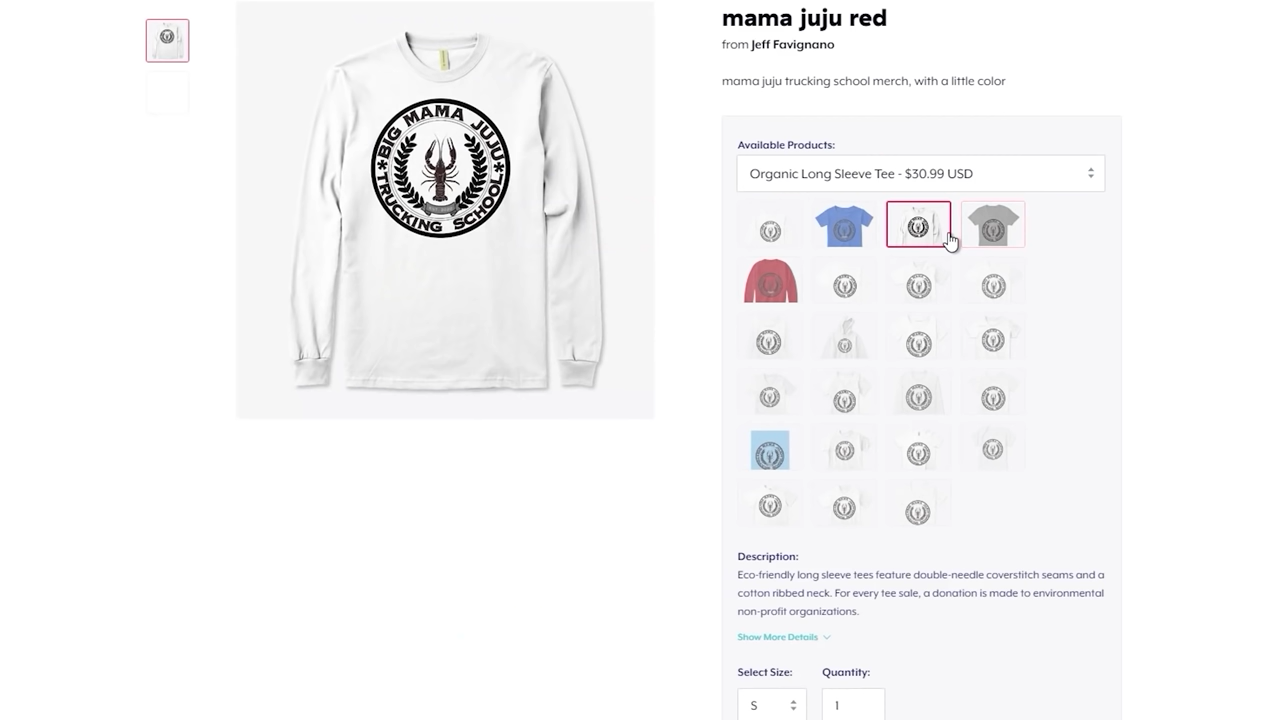 mama juju red
from Jeff Favignano
mama juju trucking school merch, with a little color
BIG MAMA JUJU
TRUCKING SCHOOL
Available Products:
Organic Long Sleeve Tee - $30.99 USD
Description:
Eco-friendly long sleeve tees feature double-needle coverstitch seams and a
cotton ribbed neck. For every tee sale, a donation is made to environmental
non-profit organizations.
Show More Details
Select Size:
Quantity:
S
1